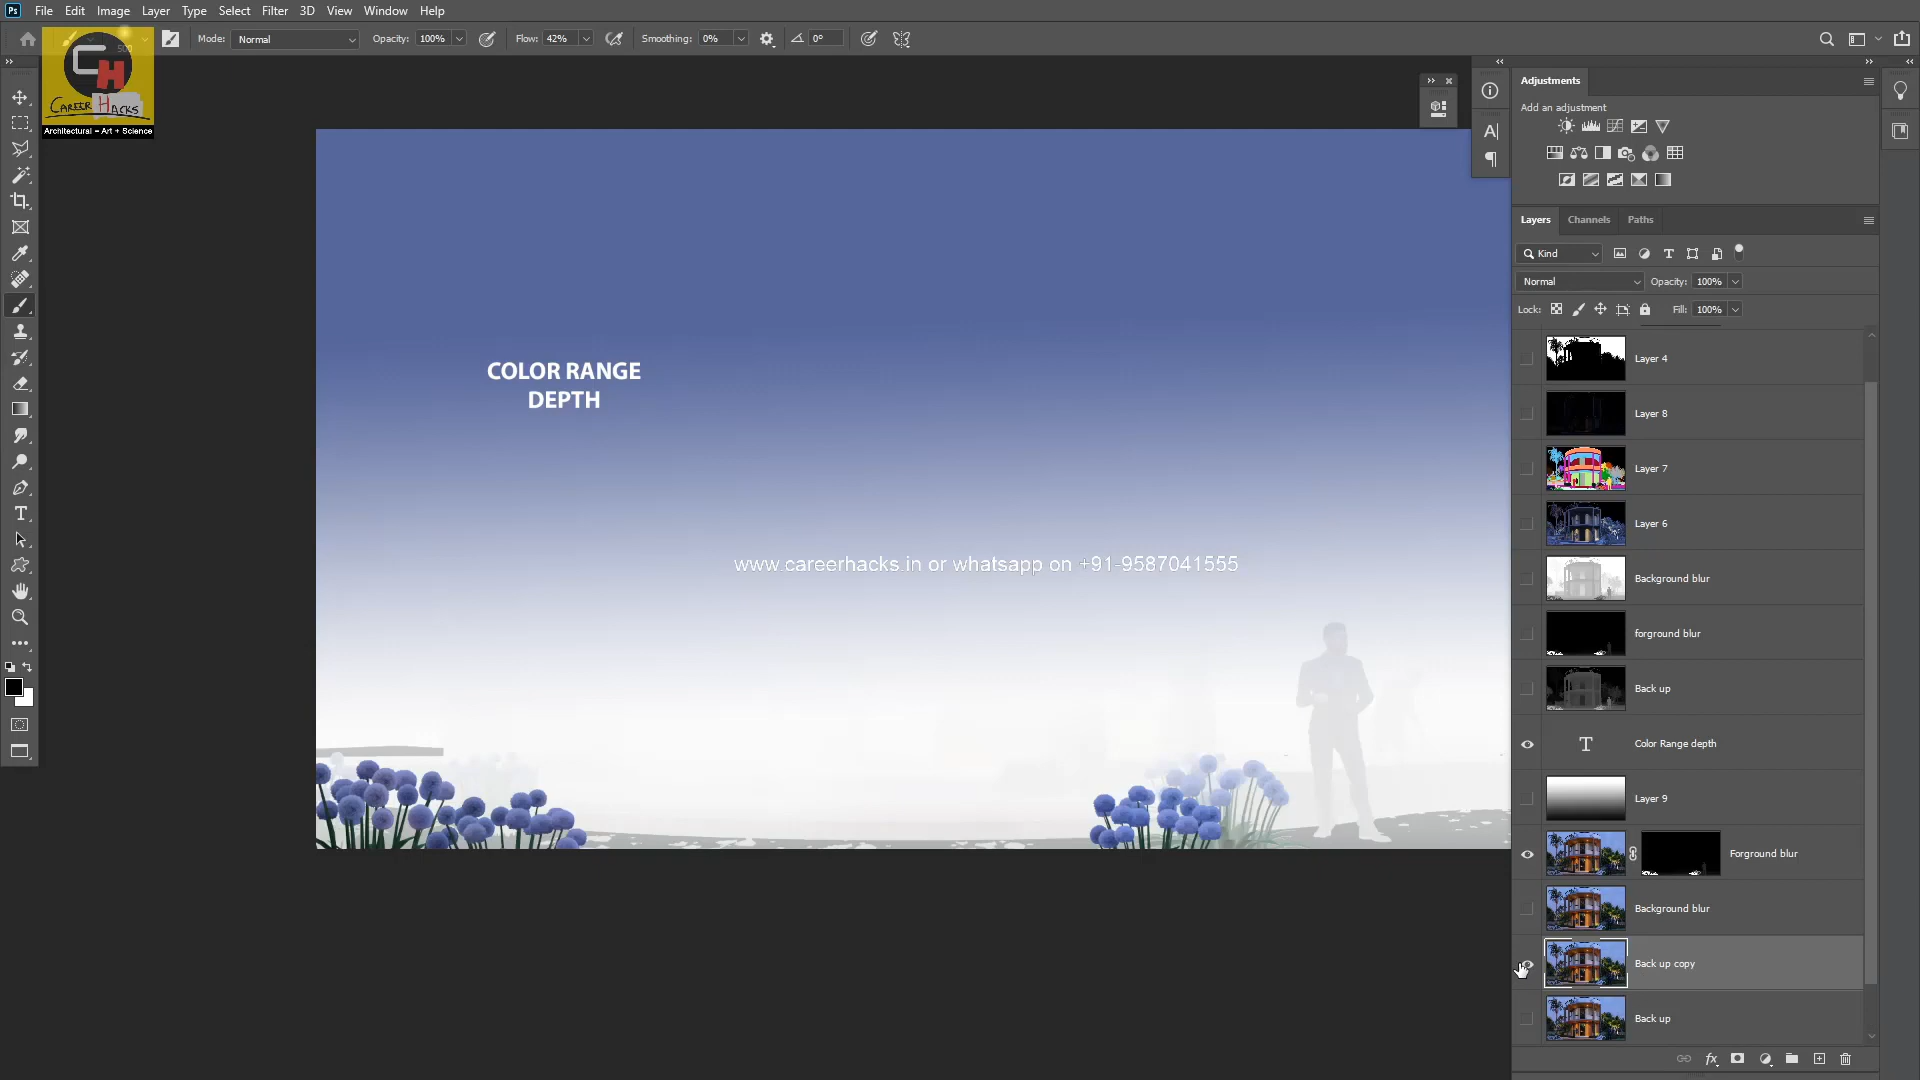 Ps
File Edit Image Layer Type Select Filter 3D View Window Help
Mode: Normal Opacity: 100% Flow: 42% Smoothing: 0% 0°
500
CH
CAREER HACKS
Architectural = Art + Science
COLOR RANGE
DEPTH
www.careerhacks.in or whatsapp on +91-9587041555
Adjustments
Add an adjustment
Layers Channels Paths
Kind
Normal Opacity: 100%
Lock: Fill: 100%
Layer 4
Layer 8
Layer 7
Layer 6
Background blur
forground blur
Back up
Color Range depth
Layer 9
Forground blur
Background blur
Back up copy
Back up